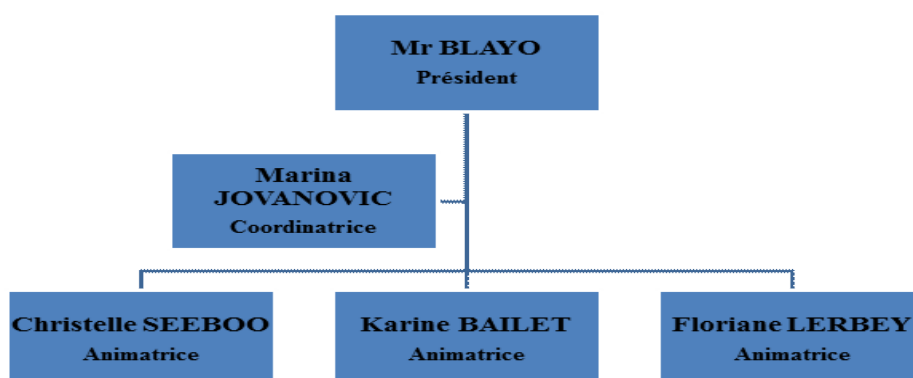 Mr BLAYO
Président
Marina
JOVANOVIC
Coordinatrice
Christelle SEEBOO
Animatrice
Karine BAILET
Animatrice
Floriane LERBEY
Animatrice